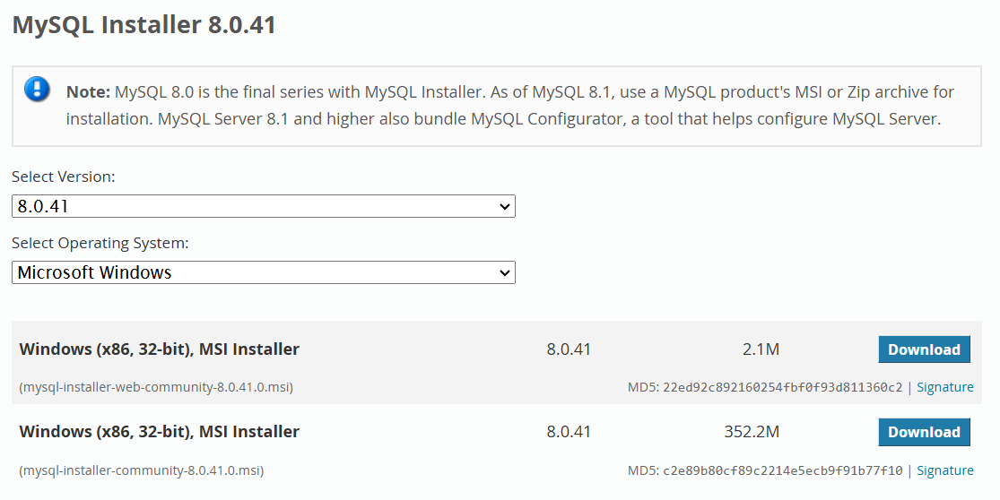 MySQL Installer 8.0.41
Note: MySQL 8.0 is the final series with MySQL Installer. As of MySQL 8.1, use a MySQL product's MSI or Zip archive for
installation. MySQL Server 8.1 and higher also bundle MySQL Configurator, a tool that helps configure MySQL Server.
Select Version:
8.0.41
Select Operating System:
Microsoft Windows
Windows (x86, 32-bit), MSI Installer 8.0.41 2.1M Download
(mysql-installer-web-community-8.0.41.0.msi) MD5: 22ed92c892160254fbf0f93d811360c2 | Signature
Windows (x86, 32-bit), MSI Installer 8.0.41 352.2M Download
(mysql-installer-community-8.0.41.0.msi) MD5: c2e89b80cf89c2214e5ecb9f91b77f10 | Signature